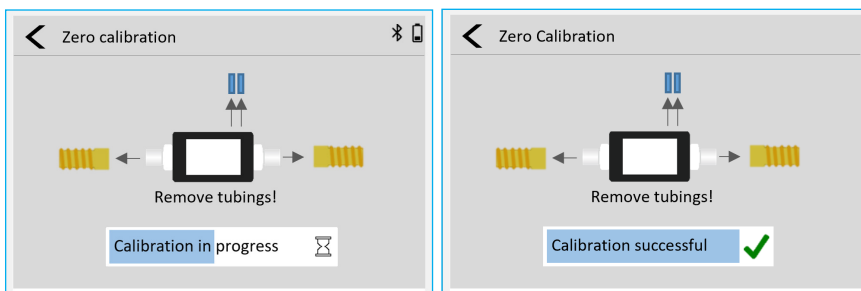 Zero calibration
Remove tubings!
Calibration in progress
Zero Calibration
Remove tubings!
Calibration successful